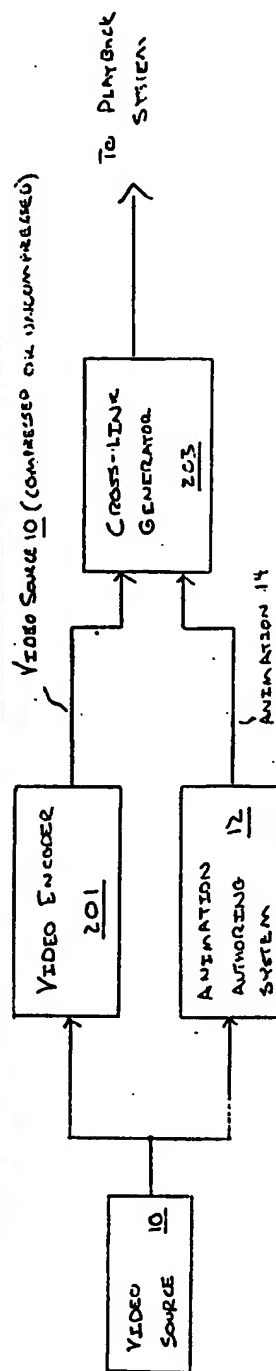 VIDEO
SOURCE
10
VIDEO ENCODER
201
VIDEO SOURCE 10 (COMPRESSED OR UNCOMPRESSED)
ANIMATION
AUTHORING
SYSTEM
12
ANIMATION 14
CROSS-LINK
GENERATOR
203
TO PLAYBACK
SYSTEM